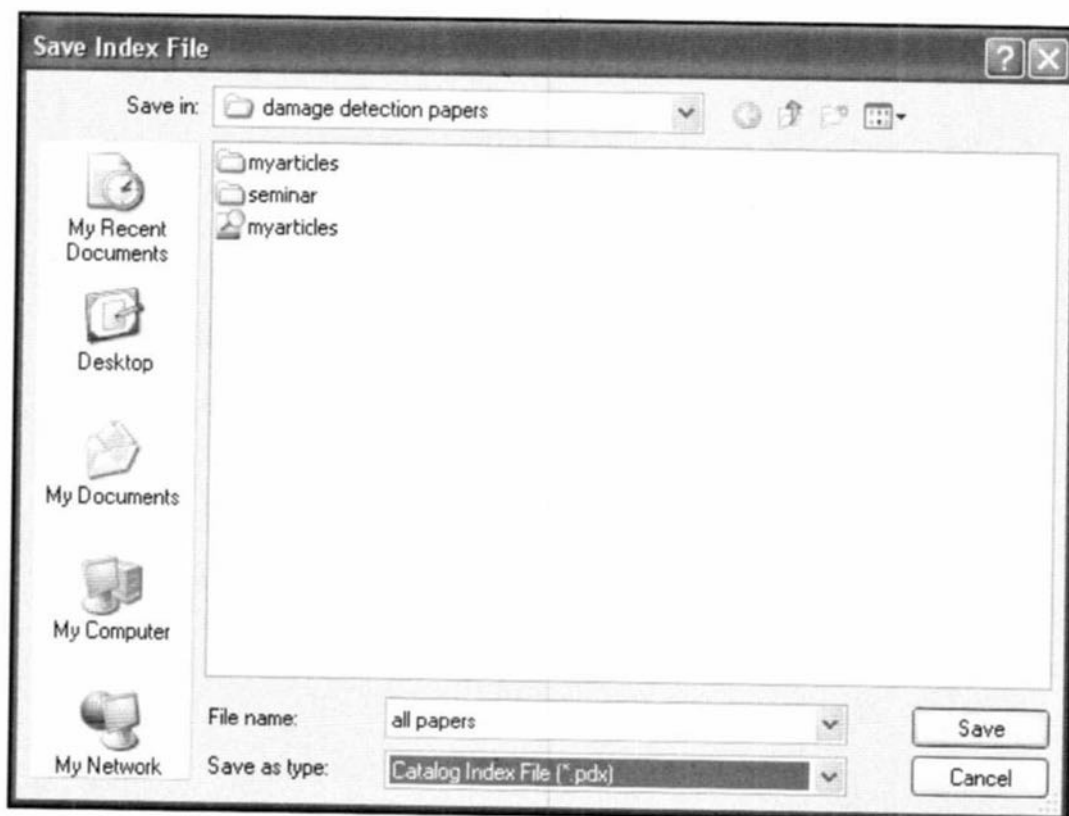 Save Index File
Save in:
damage detection papers
myarticles
seminar
myarticles
My Recent
Documents
Desktop
My Documents
My Computer
My Network
File name:
all papers
Save
Save as type:
Catalog Index File (*.pdx)
Cancel